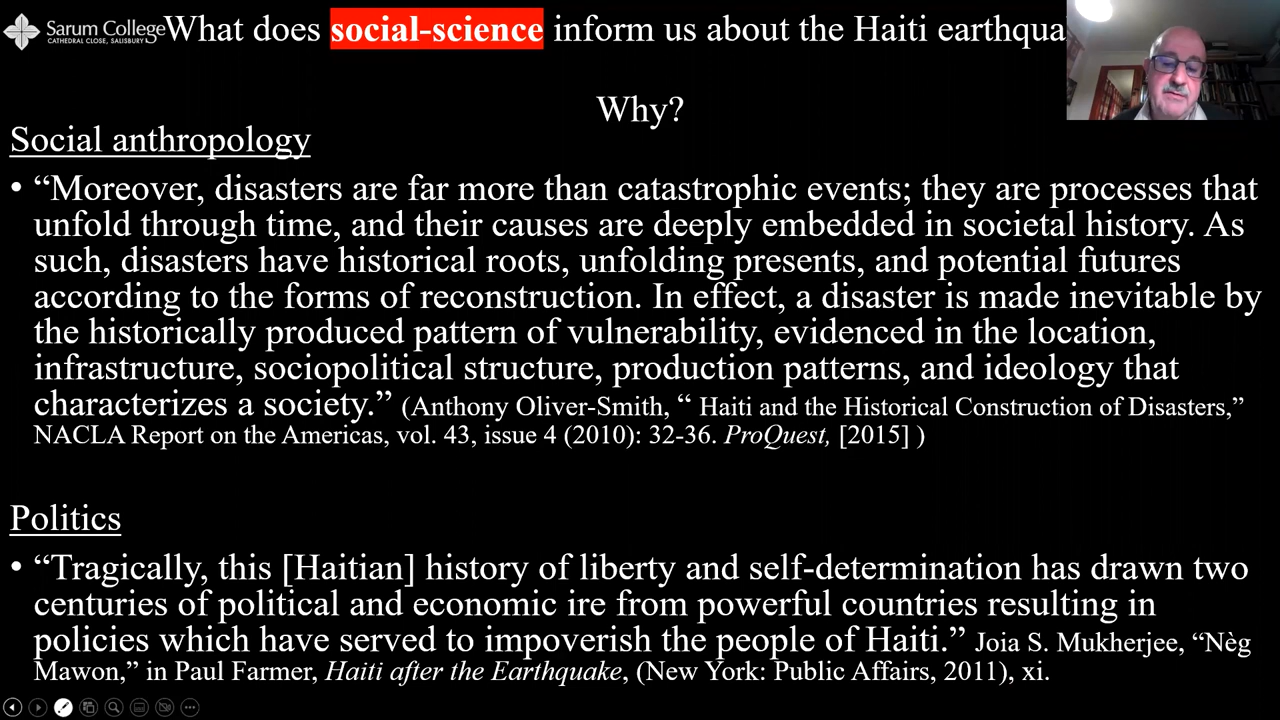 Sarum College
CATHEDRAL CLOSE, SALISBURY
What does social-science inform us about the Haiti earthqua
Why?
Social anthropology
• “Moreover, disasters are far more than catastrophic events; they are processes that
unfold through time, and their causes are deeply embedded in societal history. As
such, disasters have historical roots, unfolding presents, and potential futures
according to the forms of reconstruction. In effect, a disaster is made inevitable by
the historically produced pattern of vulnerability, evidenced in the location,
infrastructure, sociopolitical structure, production patterns, and ideology that
characterizes a society.” (Anthony Oliver-Smith, “ Haiti and the Historical Construction of Disasters,”
NACLA Report on the Americas, vol. 43, issue 4 (2010): 32-36. ProQuest, [2015] )
Politics
• “Tragically, this [Haitian] history of liberty and self-determination has drawn two
centuries of political and economic ire from powerful countries resulting in
policies which have served to impoverish the people of Haiti.” Joia S. Mukherjee, “Nèg
Mawon,” in Paul Farmer, Haiti after the Earthquake, (New York: Public Affairs, 2011), xi.